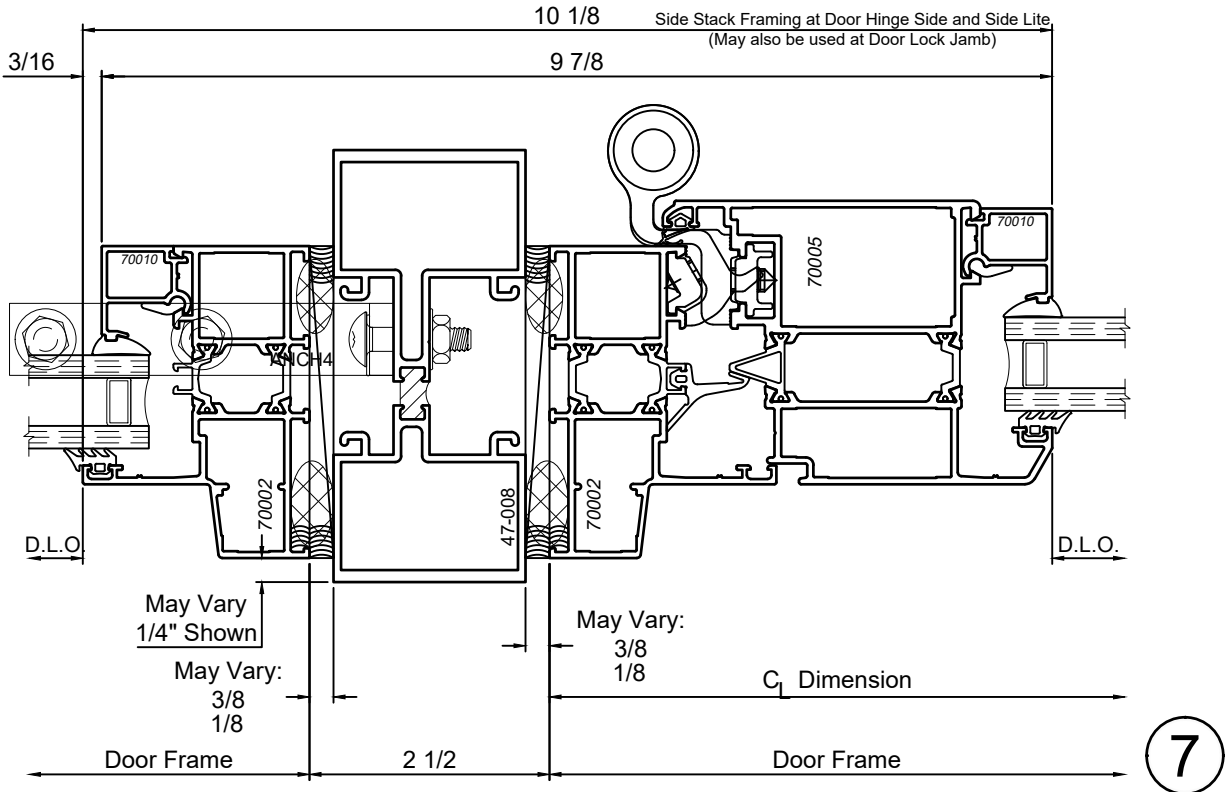 10 1/8
Side Stack Framing at Door Hinge Side and Side Lite
(May also be used at Door Lock Jamb)
3/16
9 7/8
70010
70005
70010
ANCH4
70002
47-008
70002
D.L.O.
D.L.O.
May Vary
1/4" Shown
May Vary:
3/8
1/8
May Vary:
3/8
1/8
CL Dimension
Door Frame
2 1/2
Door Frame
7